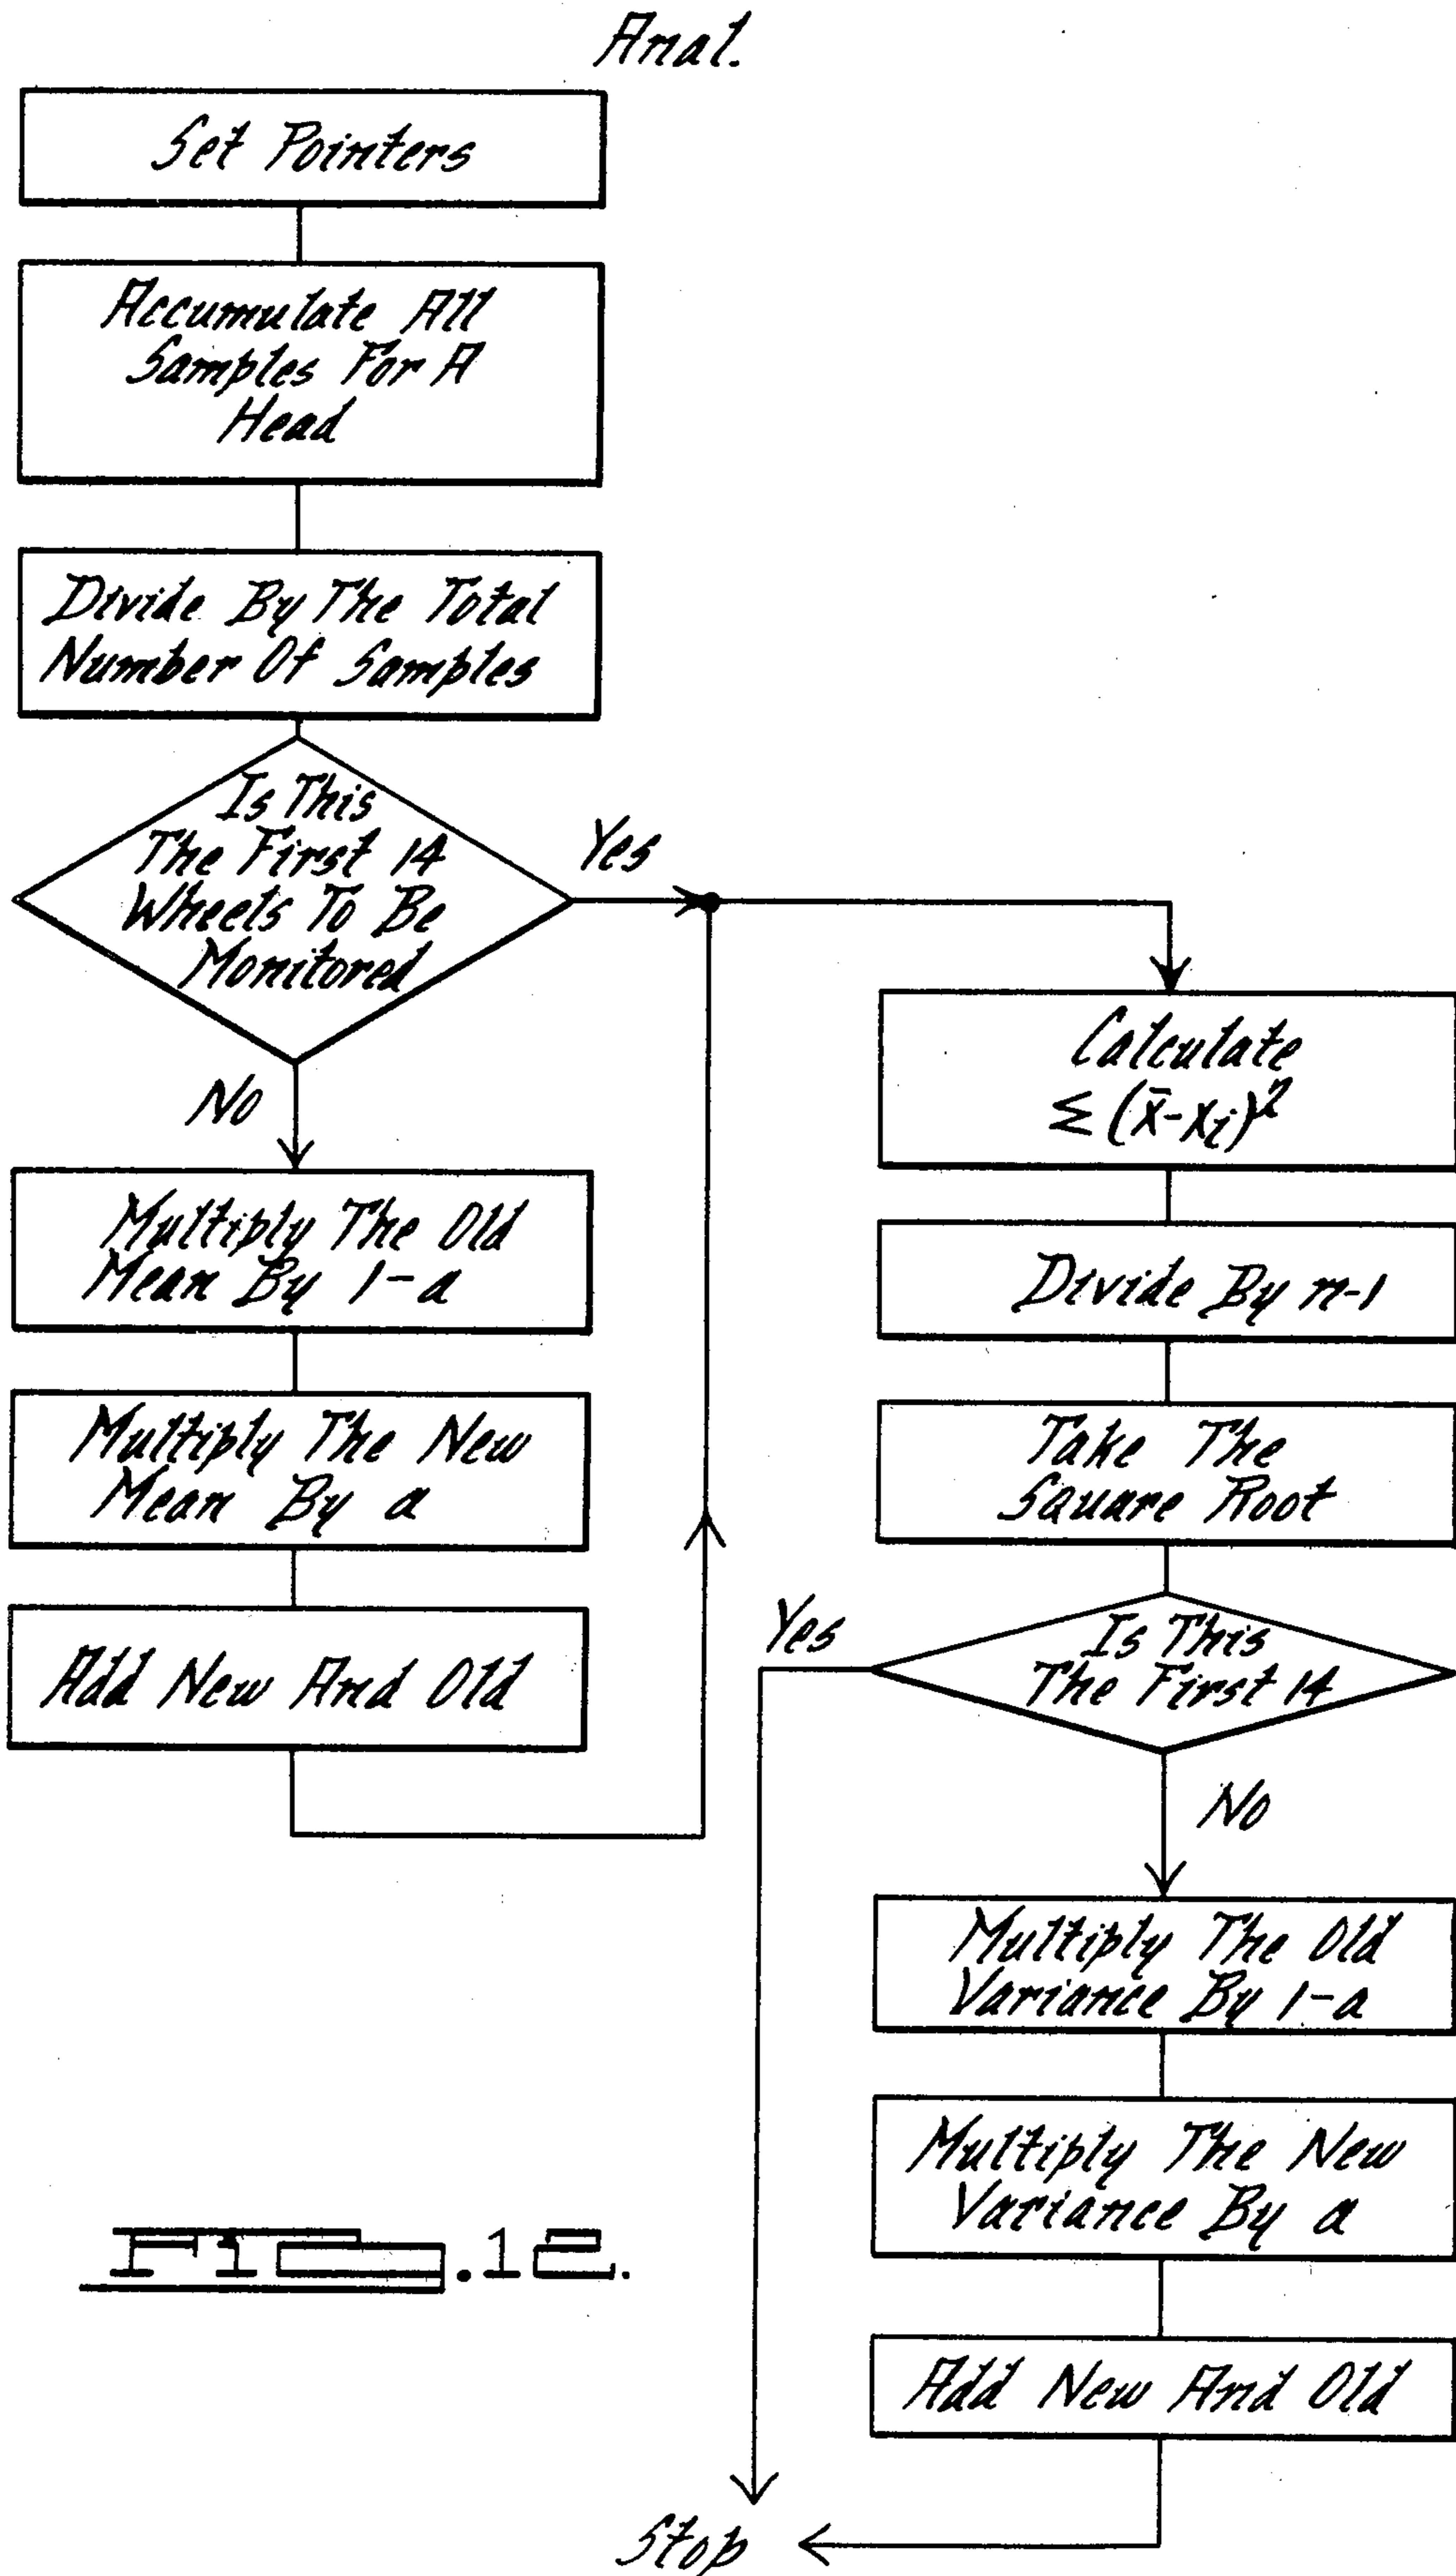 Anal.
Set Pointers
Accumulate All
Samples For A
Head
Divide By The Total
Number Of Samples
Is This
The First 14
Wheels To Be
Monitored
Yes
No
Multiply The Old
Mean By 1-a
Multiply The New
Mean By a
Add New And Old
Calculate
Σ (x̄-xi)²
Divide By n-1
Take The
Square Root
Is This
The First 14
Yes
No
Multiply The Old
Variance By 1-a
Multiply The New
Variance By a
Add New And Old
Stop
FIG.12.